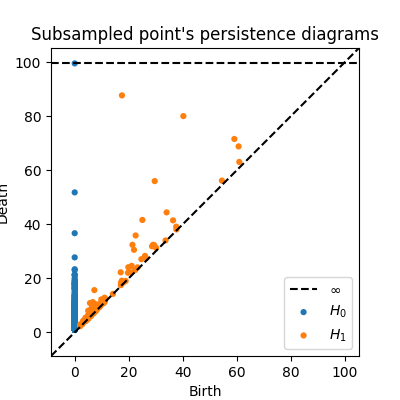 Subsampled point's persistence diagrams
100
80
60
40
20
0
Death
0 20 40 60 80 100
Birth
∞
H₀
H₁